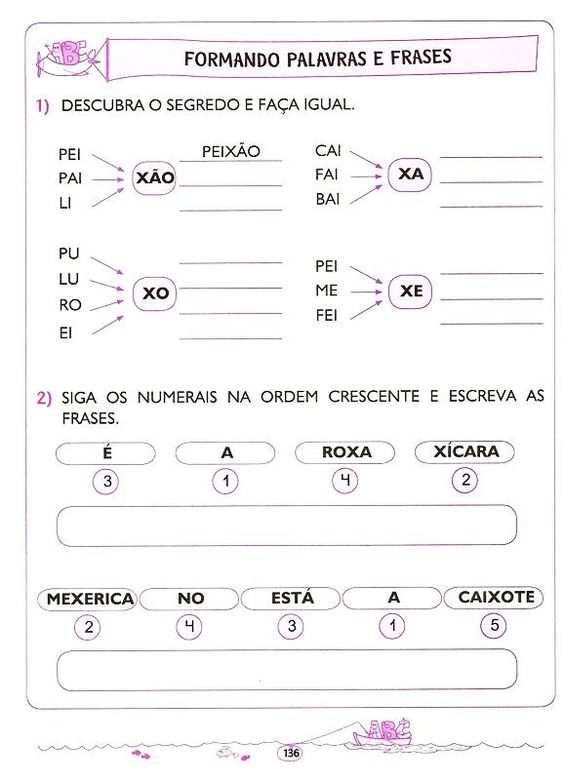 ABC
FORMANDO PALAVRAS E FRASES
1) DESCUBRA O SEGREDO E FAÇA IGUAL.
PEI
PAI
LI
XÃO
PEIXÃO
CAI
FAI
BAI
XA
PU
LU
RO
EI
XO
PEI
ME
FEI
XE
2) SIGA OS NUMERAIS NA ORDEM CRESCENTE E ESCREVA AS
FRASES.
É A ROXA XÍCARA
3 1 4 2
MEXERICA NO ESTÁ A CAIXOTE
2 4 3 1 5
ABC
136